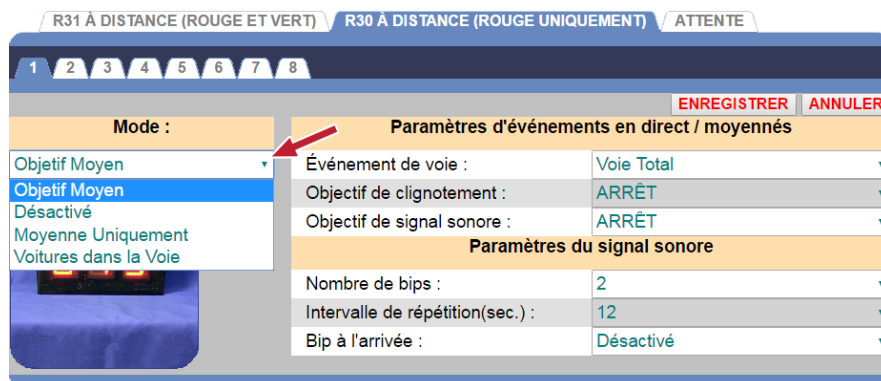 R31 À DISTANCE (ROUGE ET VERT) R30 À DISTANCE (ROUGE UNIQUEMENT) ATTENTE
1 2 3 4 5 6 7 8
ENREGISTRER ANNULER
Mode : Paramètres d'événements en direct / moyennés
Objetif Moyen Événement de voie : Voie Total
Objetif Moyen Objectif de clignotement : ARRÊT
Désactivé Objectif de signal sonore : ARRÊT
Moyenne Uniquement Paramètres du signal sonore
Voitures dans la Voie
Nombre de bips : 2
Intervalle de répétition(sec.) : 12
Bip à l'arrivée : Désactivé